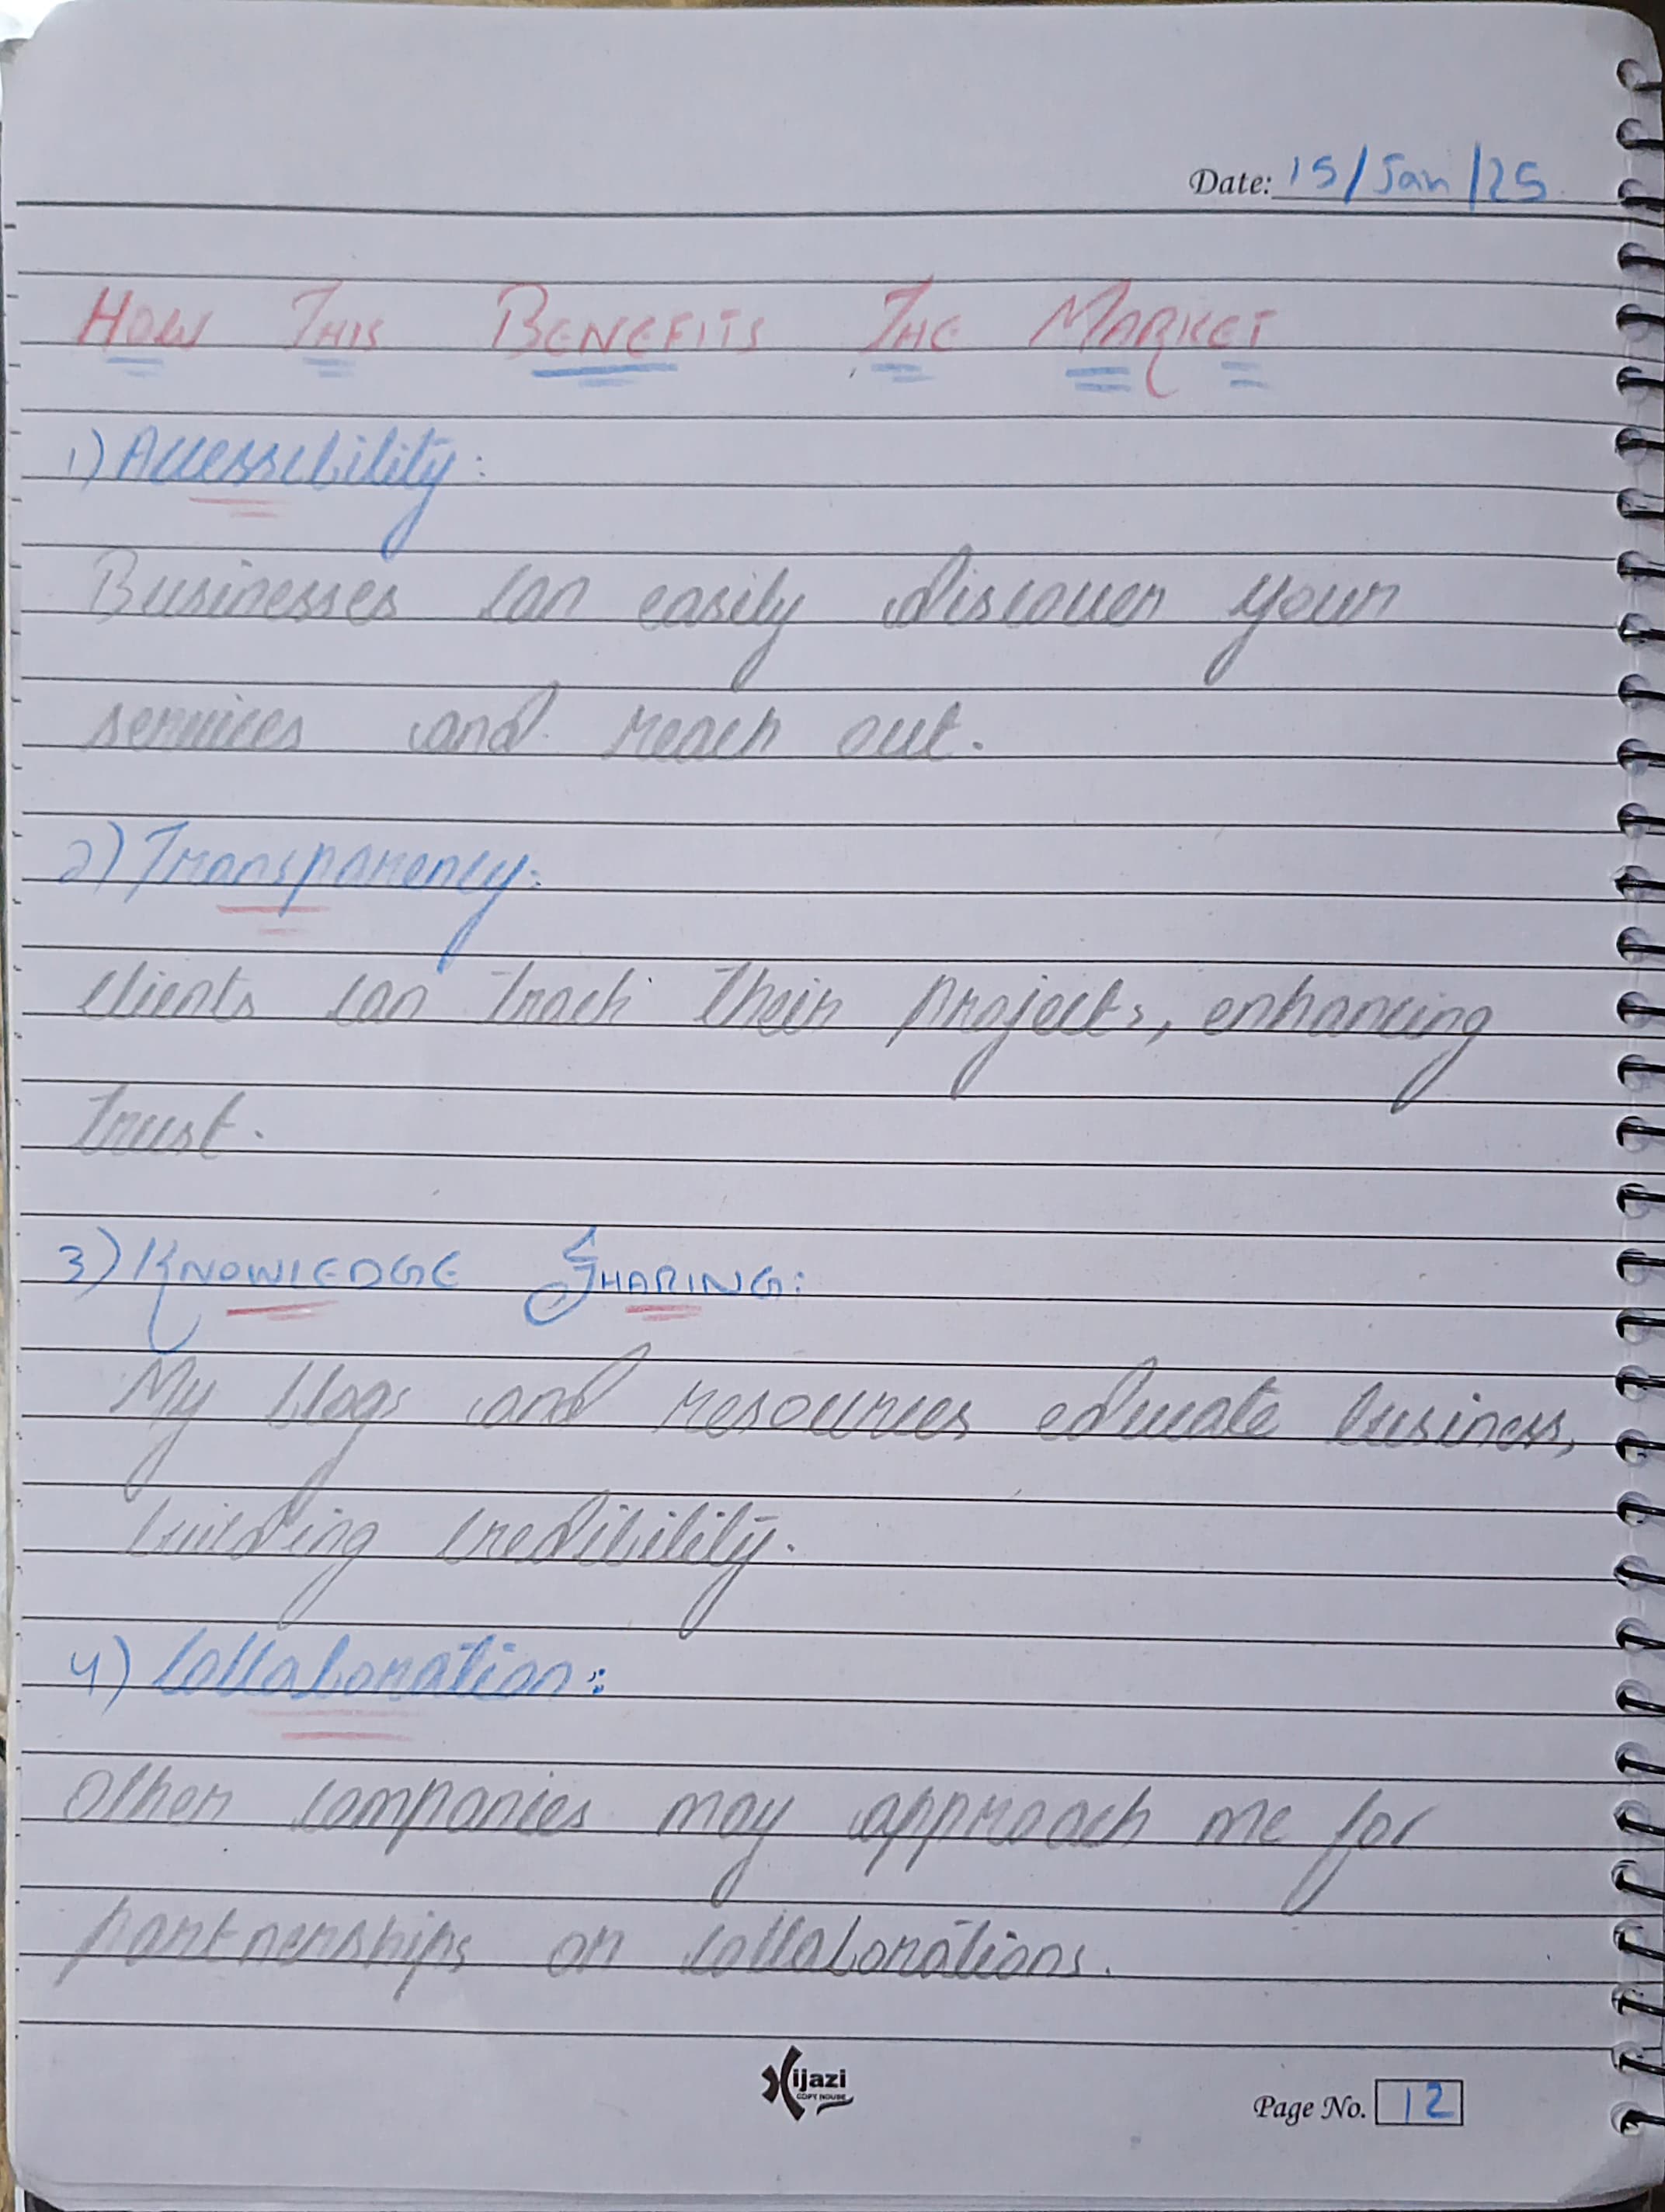 Date: 15/Jan/25
HOW THIS BENEFITS THE MARKET
1) Accessibility:
Businesses can easily discover your
services and reach out.
2) Transparency:
clients can track their projects, enhancing
trust.
3) KNOWLEDGE SHARING:
My blogs and resources educate business,
building credibility.
4) Collaboration:
Other companies may approach me for
partnerships or collaborations.
Hijazi
COPY HOUSE
Page No. 12